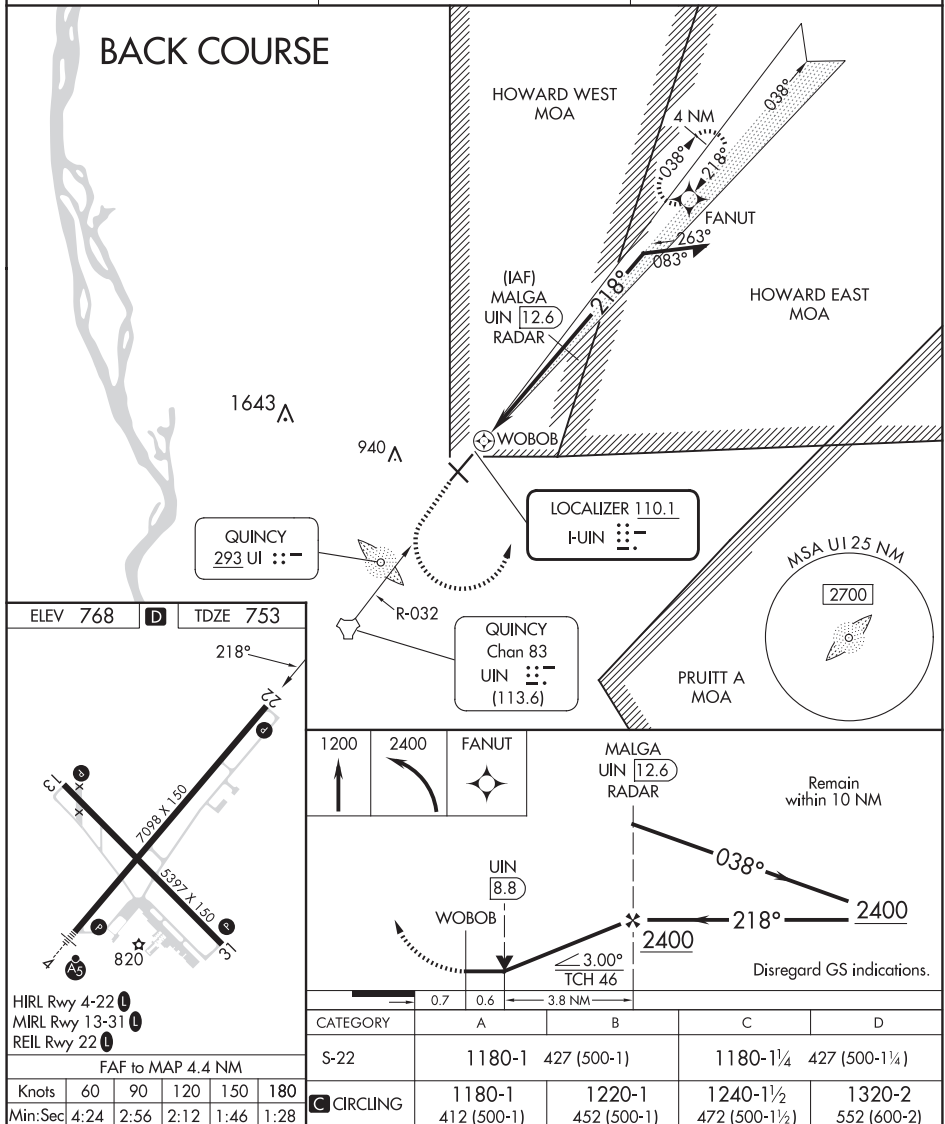 BACK COURSE
HOWARD WEST
MOA
4 NM
038°
038°
218°
FANUT
263°
083°
(IAF)
MALGA
UIN 12.6
RADAR
218°
HOWARD EAST
MOA
1643
940
WOBOB
LOCALIZER 110.1
I-UIN
QUINCY
293 UI
R-032
QUINCY
Chan 83
UIN
(113.6)
MSA UI 25 NM
2700
PRUITT A
MOA
ELEV 768 D TDZE 753
218°
22
P
13
P
7098 X 150
5397 X 150
P
P
31
4
A5
820
HIRL Rwy 4-22 L
MIRL Rwy 13-31 L
REIL Rwy 22 L
FAF to MAP 4.4 NM
Knots 60 90 120 150 180
Min:Sec 4:24 2:56 2:12 1:46 1:28
1200 2400 FANUT
MALGA
UIN 12.6
RADAR
Remain
within 10 NM
038°
UIN
8.8
WOBOB
218°
2400
2400
3.00°
TCH 46
Disregard GS indications.
0.7 0.6 3.8 NM
CATEGORY A B C D
S-22 1180-1 427 (500-1) 1180-1¼ 427 (500-1¼)
C CIRCLING 1180-1 1220-1 1240-1½ 1320-2
412 (500-1) 452 (500-1) 472 (500-1½) 552 (600-2)